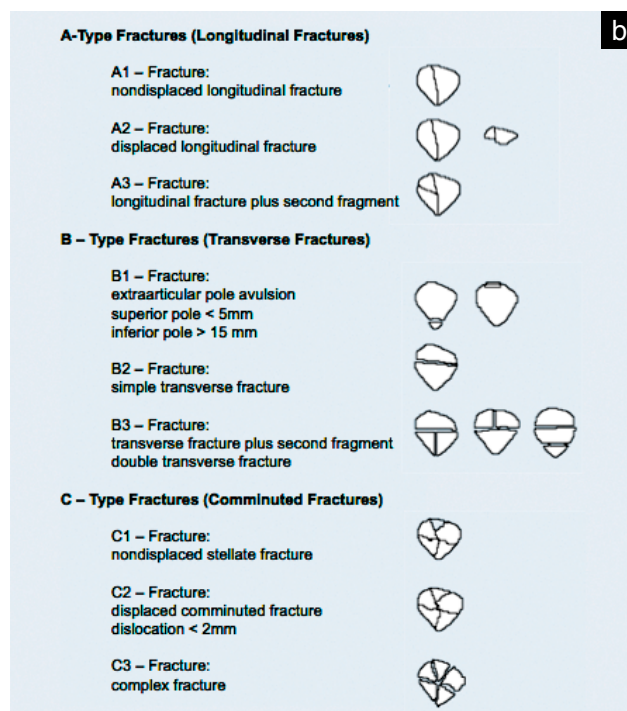 b
A-Type Fractures (Longitudinal Fractures)
A1 – Fracture:
nondisplaced longitudinal fracture
A2 – Fracture:
displaced longitudinal fracture
A3 – Fracture:
longitudinal fracture plus second fragment
B – Type Fractures (Transverse Fractures)
B1 – Fracture:
extraarticular pole avulsion
superior pole < 5mm
inferior pole > 15 mm
B2 – Fracture:
simple transverse fracture
B3 – Fracture:
transverse fracture plus second fragment
double transverse fracture
C – Type Fractures (Comminuted Fractures)
C1 – Fracture:
nondisplaced stellate fracture
C2 – Fracture:
displaced comminuted fracture
dislocation < 2mm
C3 – Fracture:
complex fracture